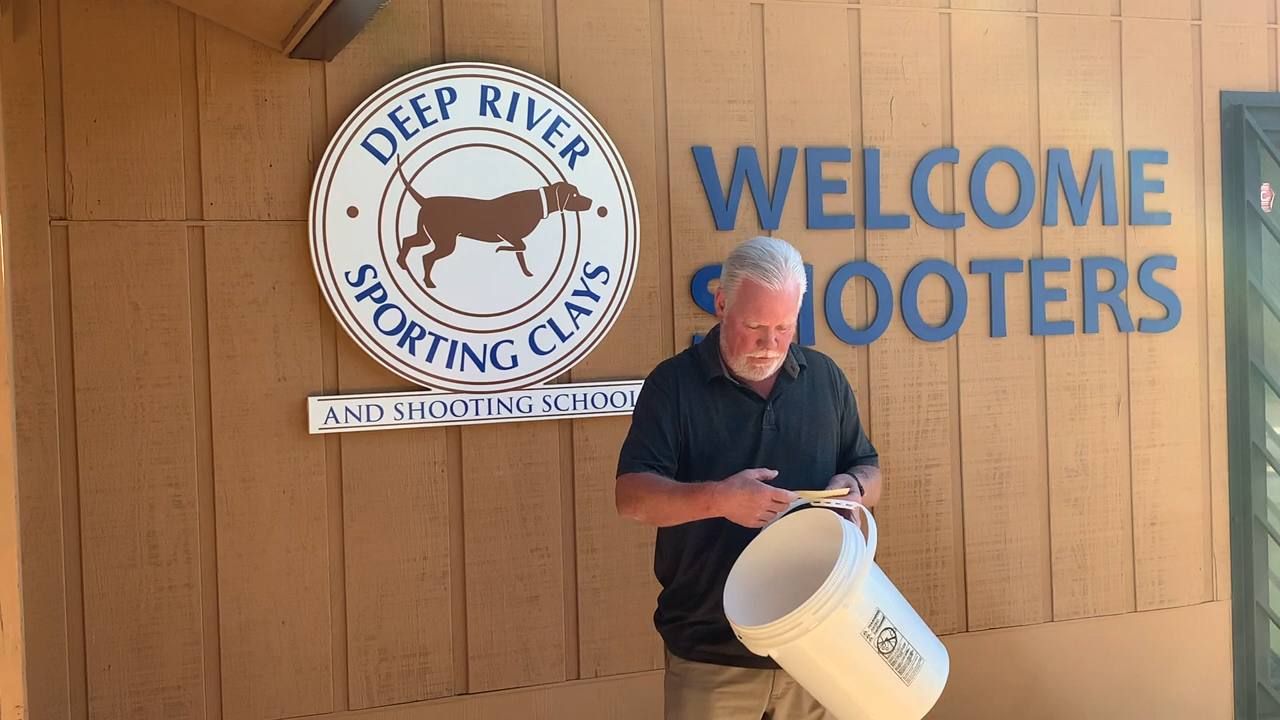 DEEP RIVER
SPORTING CLAYS
AND SHOOTING SCHOOL
WELCOME
SHOOTERS